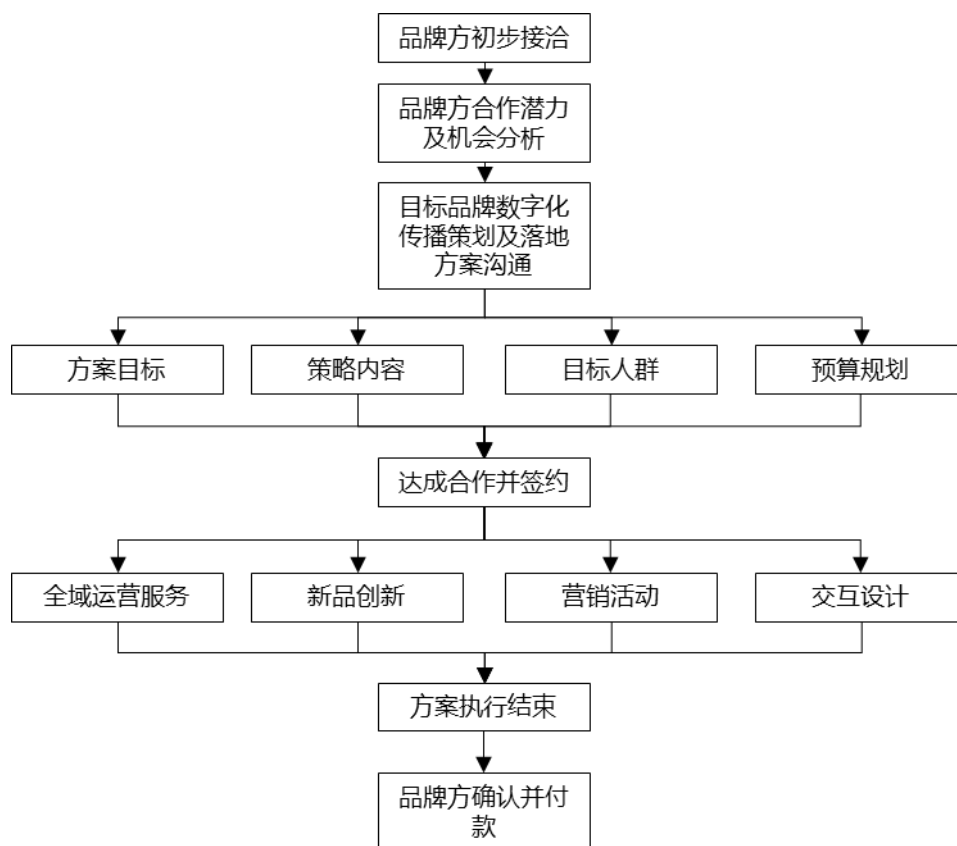 品牌方初步接洽
品牌方合作潜力
及机会分析
目标品牌数字化
传播策划及落地
方案沟通
方案目标
策略内容
目标人群
预算规划
达成合作并签约
全域运营服务
新品创新
营销活动
交互设计
方案执行结束
品牌方确认并付
款